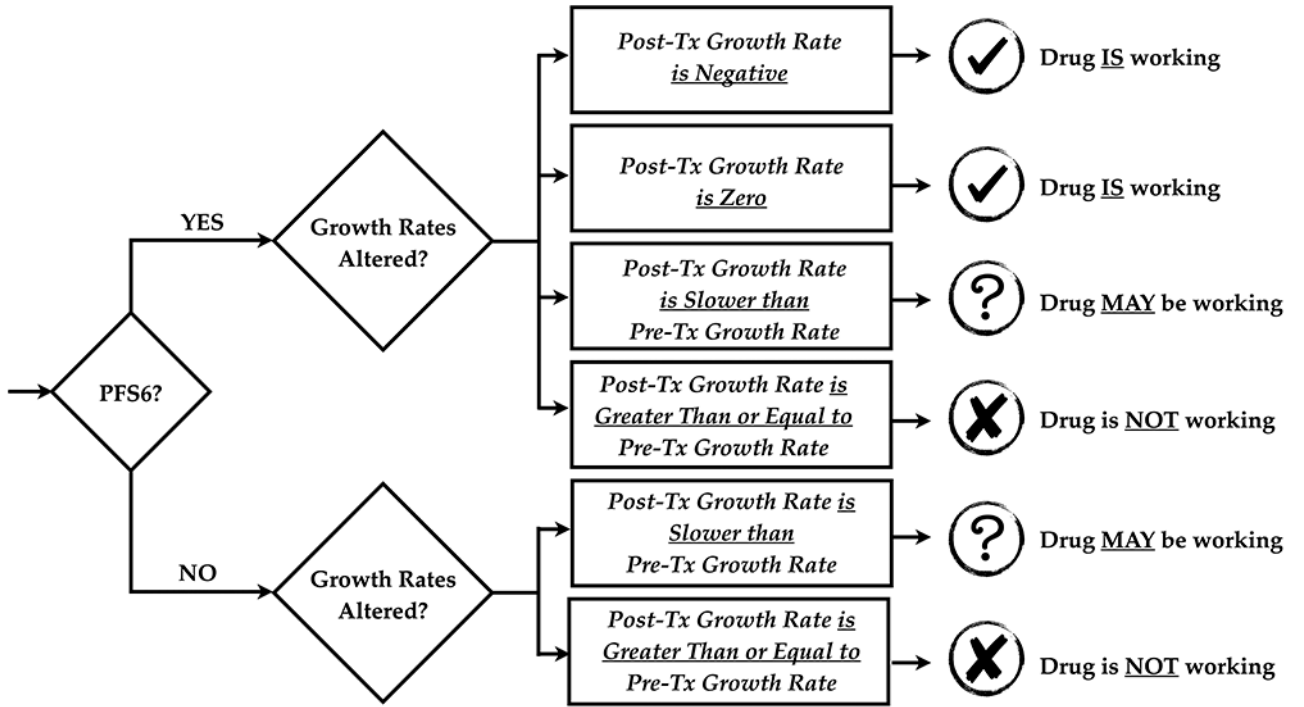 PFS6?
YES
NO
Growth Rates
Altered?
Growth Rates
Altered?
Post-Tx Growth Rate
is Negative
Drug IS working
Post-Tx Growth Rate
is Zero
Drug IS working
Post-Tx Growth Rate
is Slower than
Pre-Tx Growth Rate
Drug MAY be working
Post-Tx Growth Rate is
Greater Than or Equal to
Pre-Tx Growth Rate
Drug is NOT working
Post-Tx Growth Rate is
Slower than
Pre-Tx Growth Rate
Drug MAY be working
Post-Tx Growth Rate is
Greater Than or Equal to
Pre-Tx Growth Rate
Drug is NOT working